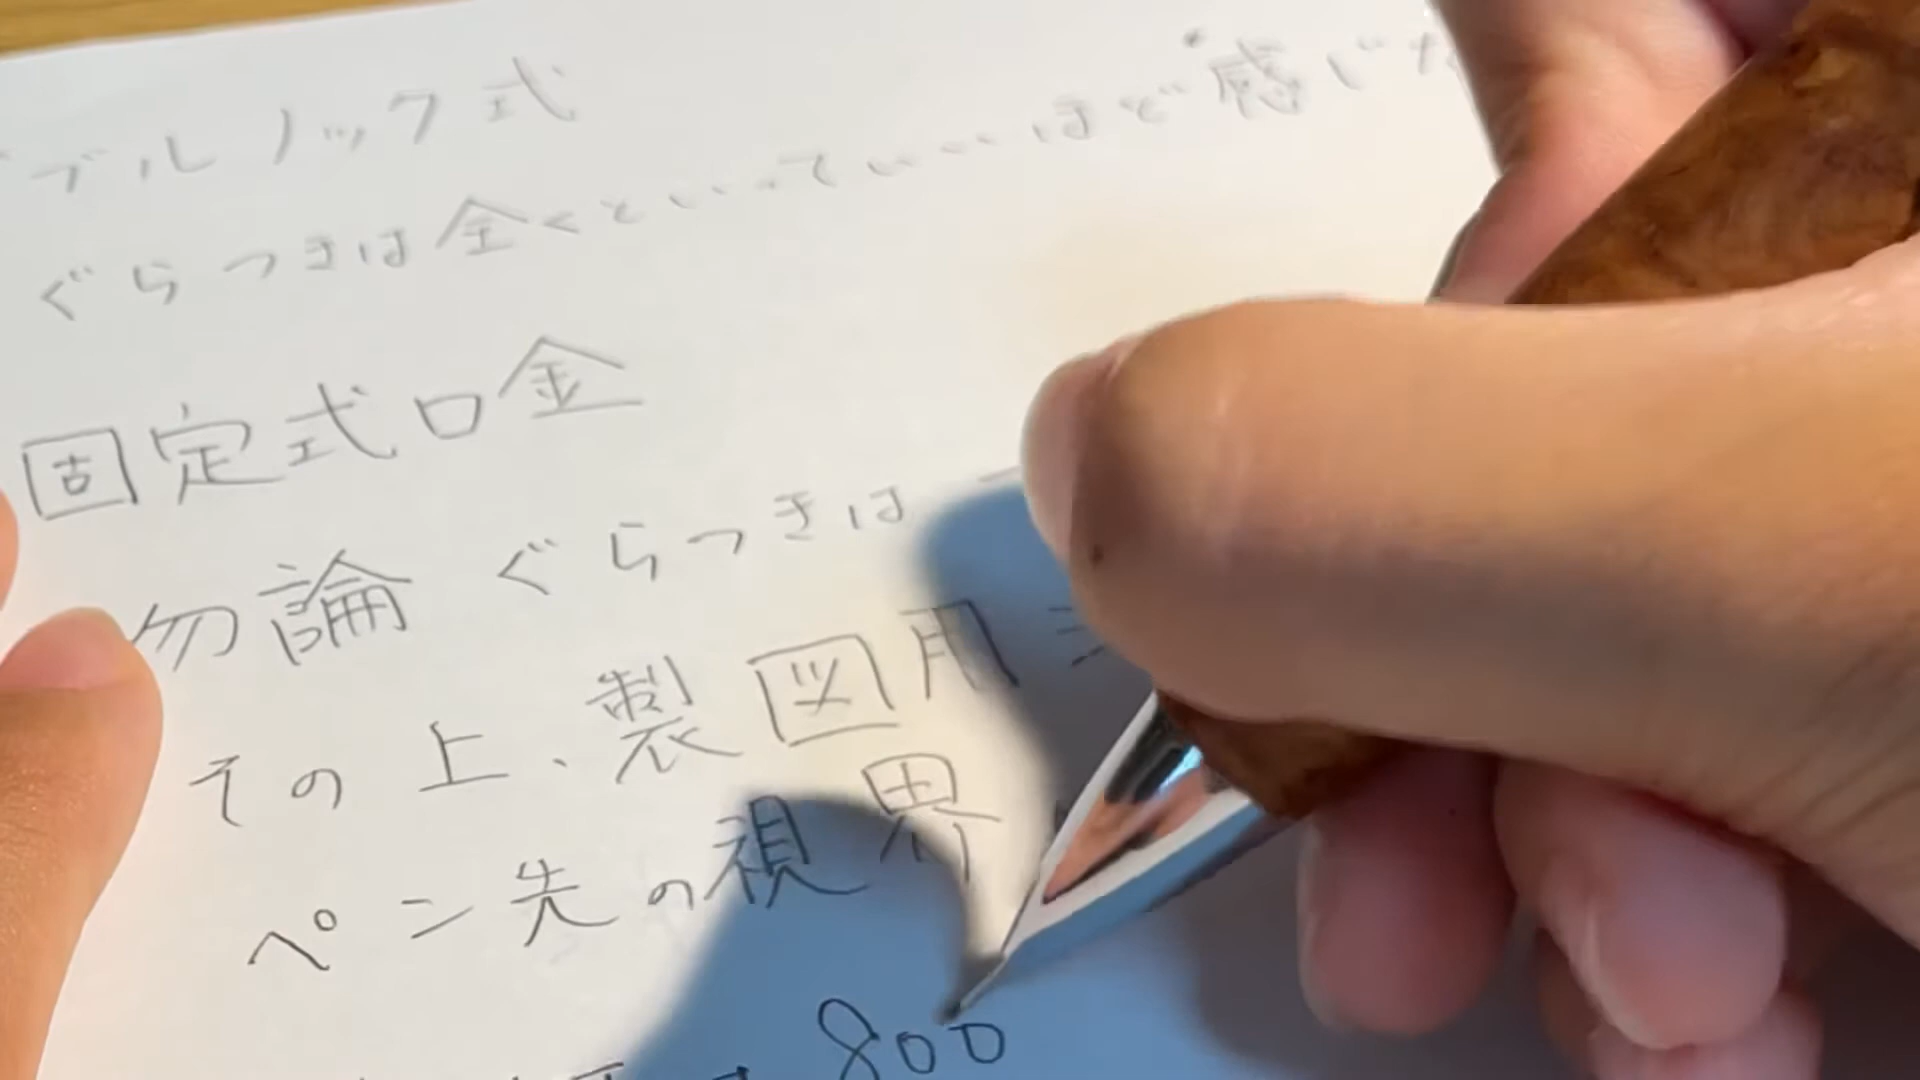 ブルノック式
ぐらつきは全くといっていいほど感じな
固定式口金
勿論ぐらつきは
その上、製図用
ペン先の視界
800